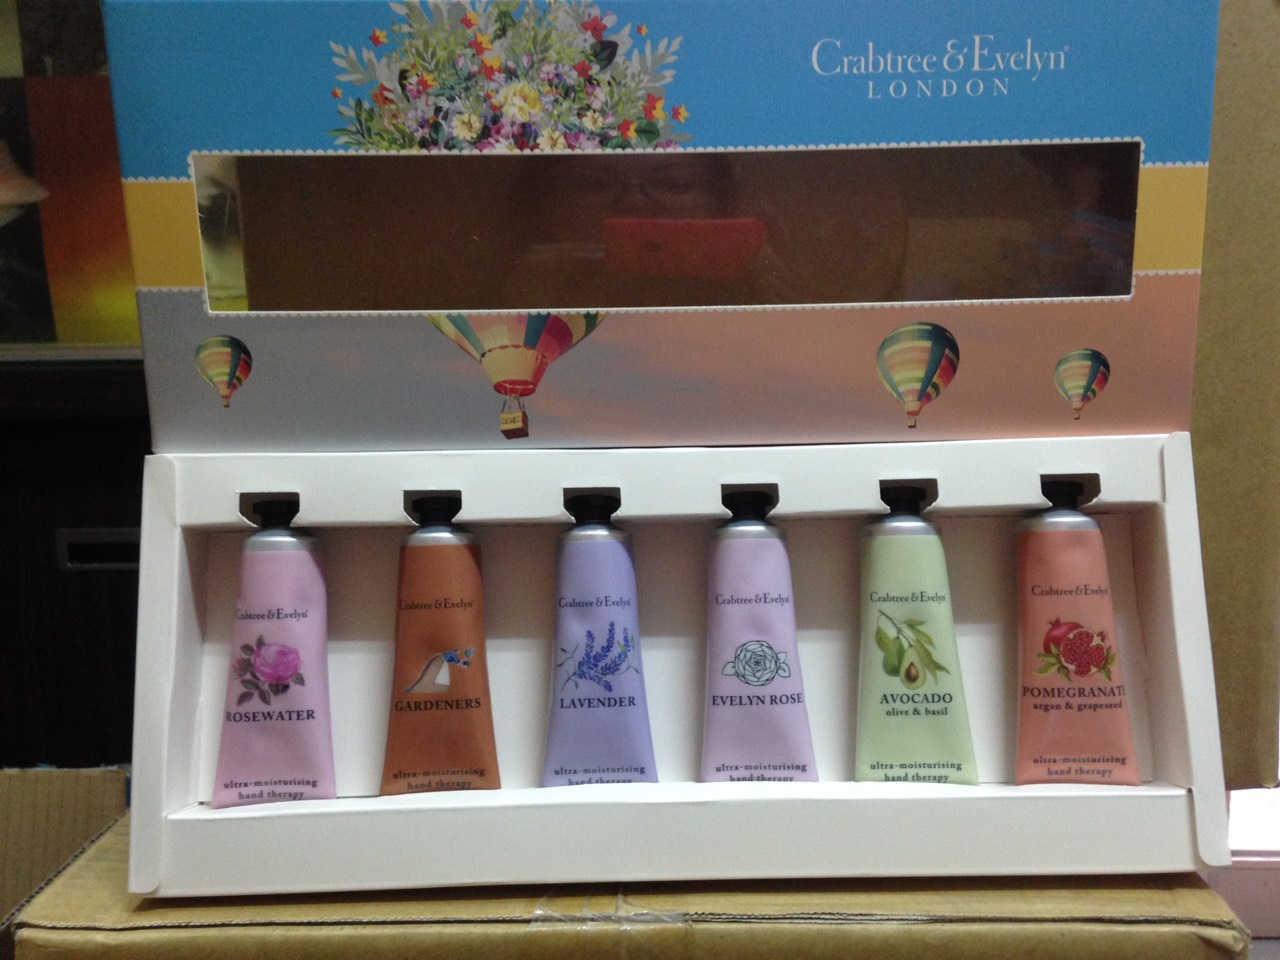 Crabtree & Evelyn®
LONDON
Crabtree & Evelyn®
ROSEWATER
ultra-moisturising
hand therapy
Crabtree & Evelyn®
GARDENERS
ultra-moisturising
hand therapy
Crabtree & Evelyn®
LAVENDER
ultra-moisturising
hand therapy
Crabtree & Evelyn®
EVELYN ROSE
ultra-moisturising
hand therapy
Crabtree & Evelyn®
AVOCADO
olive & basil
ultra-moisturising
hand therapy
Crabtree & Evelyn®
POMEGRANAT
argan & grapeseed
ultra-moisturising
hand therapy